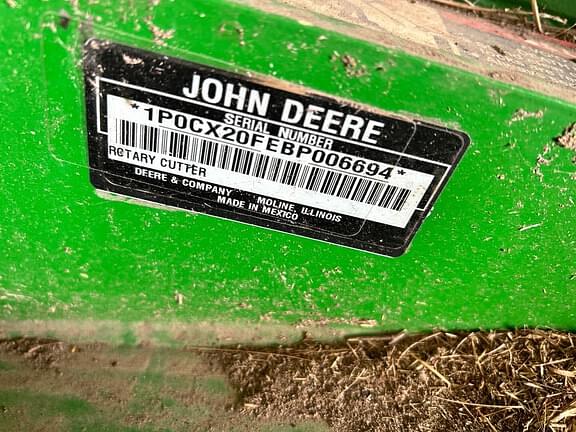 JOHN DEERE
SERIAL NUMBER
*1P0CX20FEBP006694*
ROTARY CUTTER
DEERE & COMPANY MOLINE, ILLINOIS
MADE IN MEXICO